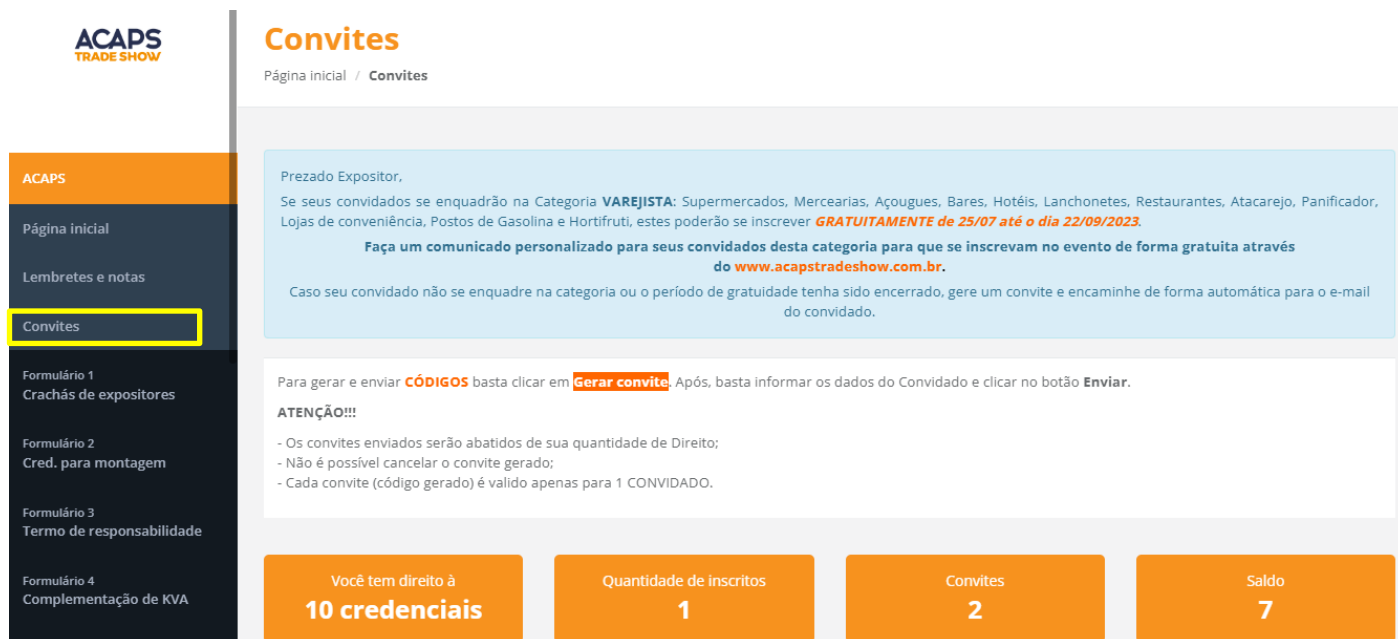 ACAPS
TRADE SHOW
Convites
Página inicial / Convites
ACAPS
Página inicial
Lembretes e notas
Convites
Formulário 1
Crachás de expositores
Formulário 2
Cred. para montagem
Formulário 3
Termo de responsabilidade
Formulário 4
Complementação de KVA
Prezado Expositor,
Se seus convidados se enquadrão na Categoria VAREJISTA: Supermercados, Mercearias, Açougues, Bares, Hotéis, Lanchonetes, Restaurantes, Atacarejo, Panificador,
Lojas de conveniência, Postos de Gasolina e Hortifruti, estes poderão se inscrever GRATUITAMENTE de 25/07 até o dia 22/09/2023.
Faça um comunicado personalizado para seus convidados desta categoria para que se inscrevam no evento de forma gratuita através
do www.acapstradeshow.com.br.
Caso seu convidado não se enquadre na categoria ou o período de gratuidade tenha sido encerrado, gere um convite e encaminhe de forma automática para o e-mail
do convidado.
Para gerar e enviar CÓDIGOS basta clicar em Gerar convite. Após, basta informar os dados do Convidado e clicar no botão Enviar.
ATENÇÃO!!!
- Os convites enviados serão abatidos de sua quantidade de Direito;
- Não é possível cancelar o convite gerado;
- Cada convite (código gerado) é valido apenas para 1 CONVIDADO.
Você tem direito à
10 credenciais
Quantidade de inscritos
1
Convites
2
Saldo
7